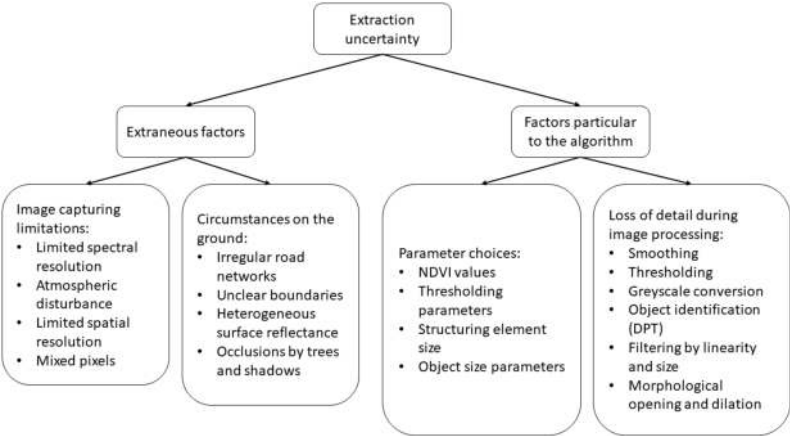 Extraction
uncertainty
Extraneous factors
Factors particular
to the algorithm
Image capturing
limitations:
• Limited spectral
resolution
• Atmospheric
disturbance
• Limited spatial
resolution
• Mixed pixels
Circumstances on the
ground:
• Irregular road
networks
• Unclear boundaries
• Heterogeneous
surface reflectance
• Occlusions by trees
and shadows
Parameter choices:
• NDVI values
• Thresholding
parameters
• Structuring element
size
• Object size parameters
Loss of detail during
image processing:
• Smoothing
• Thresholding
• Greyscale conversion
• Object identification
(DPT)
• Filtering by linearity
and size
• Morphological
opening and dilation